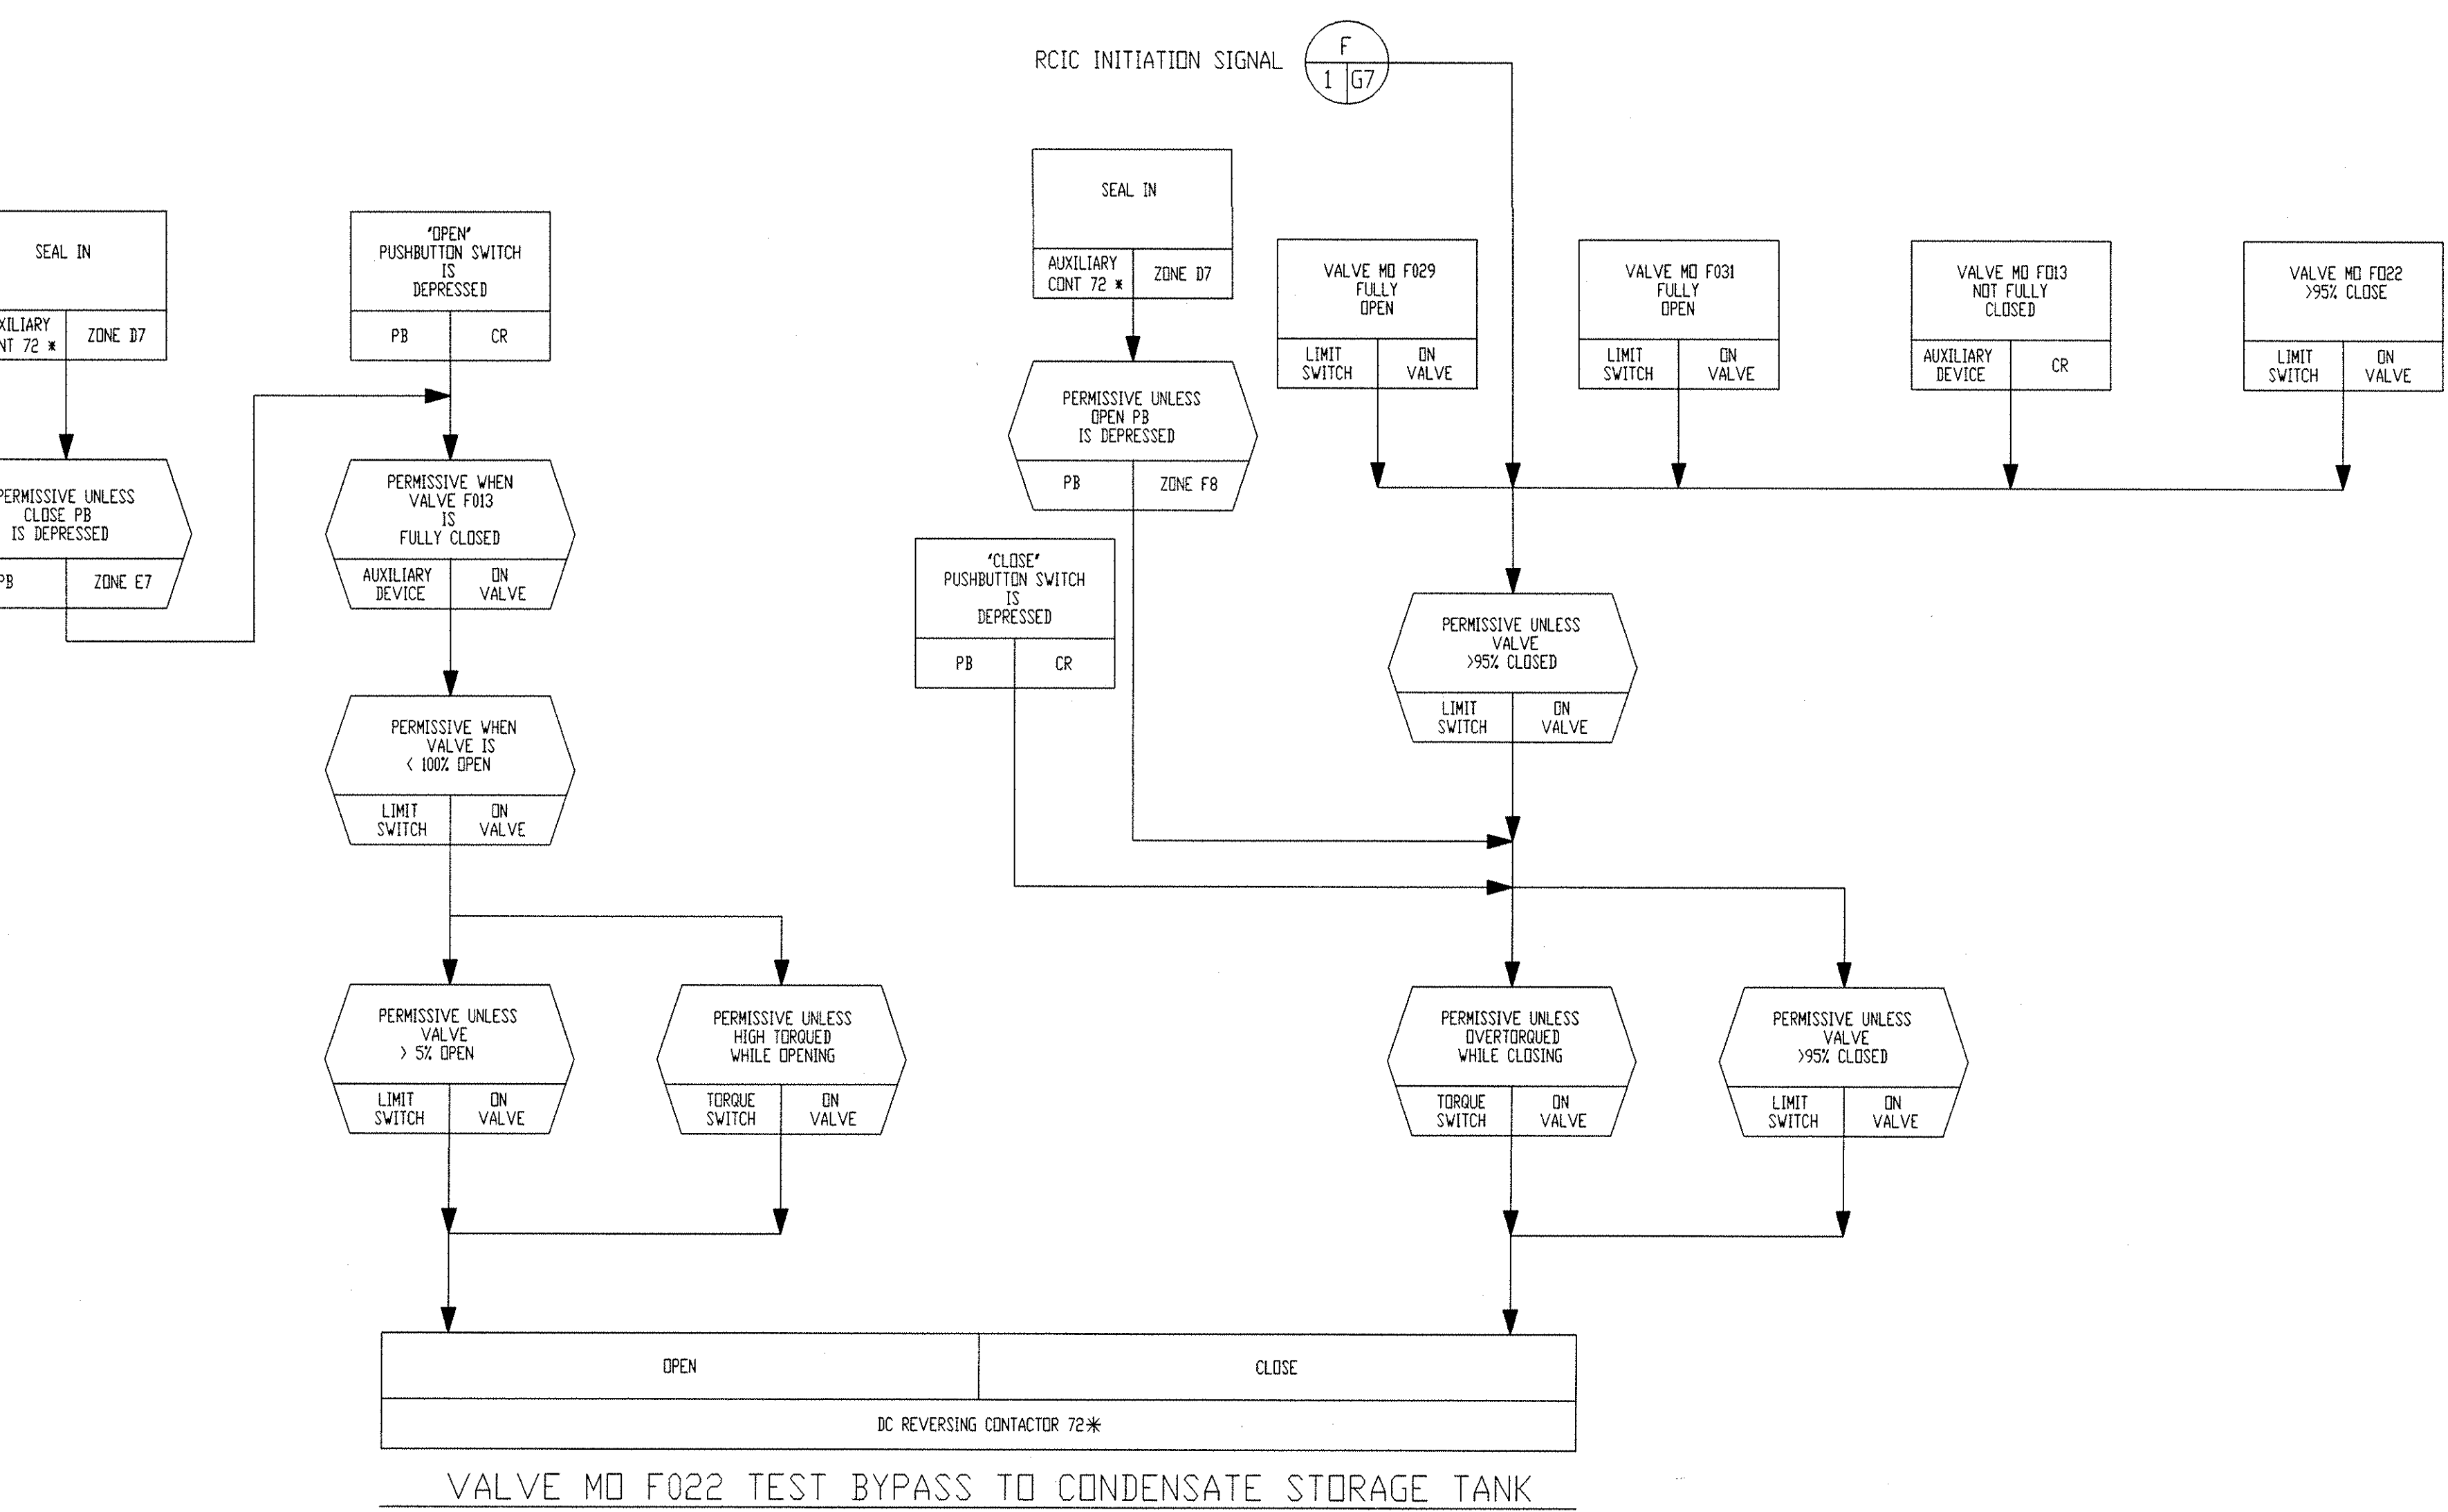 RCIC INITIATION SIGNAL
F
1
G7
SEAL IN
ZONE D7
"OPEN"
PUSHBUTTON SWITCH
IS
DEPRESSED
PB
CR
SEAL IN
AUXILIARY
CONT 72 *
ZONE D7
VALVE MO F029
FULLY
OPEN
LIMIT
SWITCH
ON
VALVE
VALVE MO F031
FULLY
OPEN
LIMIT
SWITCH
ON
VALVE
VALVE MO F013
NOT FULLY
CLOSED
AUXILIARY
DEVICE
CR
VALVE MO F022
>95% CLOSE
LIMIT
SWITCH
ON
VALVE
XILIARY
NT 72 *
PERMISSIVE UNLESS
CLOSE PB
IS DEPRESSED
PB
ZONE E7
PERMISSIVE WHEN
VALVE F013
IS
FULLY CLOSED
AUXILIARY
DEVICE
ON
VALVE
PERMISSIVE UNLESS
OPEN PB
IS DEPRESSED
PB
ZONE F8
"CLOSE"
PUSHBUTTON SWITCH
IS
DEPRESSED
PB
CR
PERMISSIVE UNLESS
VALVE
>95% CLOSED
LIMIT
SWITCH
ON
VALVE
PERMISSIVE WHEN
VALVE IS
< 100% OPEN
LIMIT
SWITCH
ON
VALVE
PERMISSIVE UNLESS
VALVE
> 5% OPEN
LIMIT
SWITCH
ON
VALVE
PERMISSIVE UNLESS
HIGH TORQUED
WHILE OPENING
TORQUE
SWITCH
ON
VALVE
PERMISSIVE UNLESS
OVERTORQUED
WHILE CLOSING
TORQUE
SWITCH
ON
VALVE
PERMISSIVE UNLESS
VALVE
>95% CLOSED
LIMIT
SWITCH
ON
VALVE
OPEN
CLOSE
DC REVERSING CONTACTOR 72*
VALVE MO F022 TEST BYPASS TO CONDENSATE STORAGE TANK